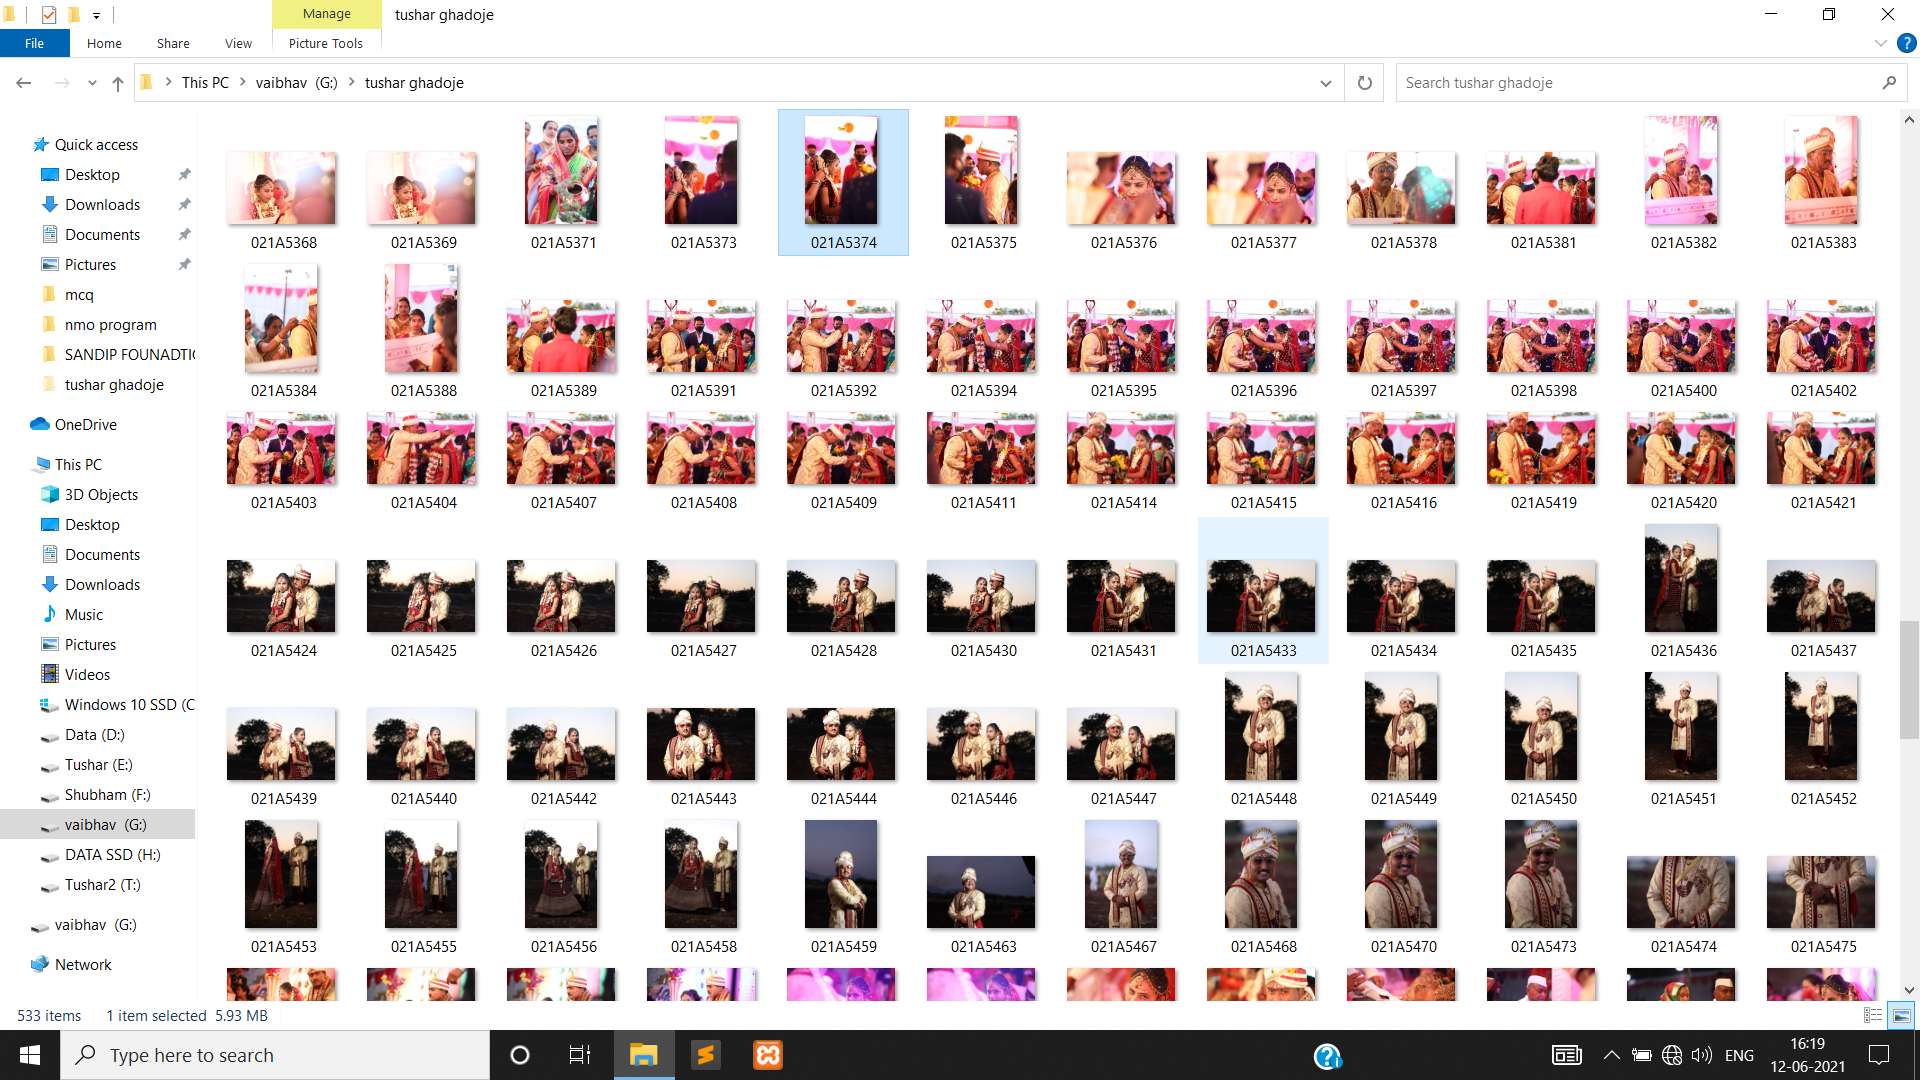 Manage
tushar ghadoje
File
Home
Share
View
Picture Tools
This PC
vaibhav (G:)
tushar ghadoje
Search tushar ghadoje
Quick access
Desktop
Downloads
Documents
Pictures
mcq
nmo program
SANDIP FOUNADTI
tushar ghadoje
OneDrive
This PC
3D Objects
Desktop
Documents
Downloads
Music
Pictures
Videos
Windows 10 SSD (C
Data (D:)
Tushar (E:)
Shubham (F:)
vaibhav (G:)
DATA SSD (H:)
Tushar2 (T:)
vaibhav (G:)
Network
021A5368 021A5369 021A5371 021A5373 021A5374 021A5375 021A5376 021A5377 021A5378 021A5381 021A5382 021A5383
021A5384 021A5388 021A5389 021A5391 021A5392 021A5394 021A5395 021A5396 021A5397 021A5398 021A5400 021A5402
021A5403 021A5404 021A5407 021A5408 021A5409 021A5411 021A5414 021A5415 021A5416 021A5419 021A5420 021A5421
021A5424 021A5425 021A5426 021A5427 021A5428 021A5430 021A5431 021A5433 021A5434 021A5435 021A5436 021A5437
021A5439 021A5440 021A5442 021A5443 021A5444 021A5446 021A5447 021A5448 021A5449 021A5450 021A5451 021A5452
021A5453 021A5455 021A5456 021A5458 021A5459 021A5463 021A5467 021A5468 021A5470 021A5473 021A5474 021A5475
533 items
1 item selected 5.93 MB
Type here to search
ENG
16:19
12-06-2021